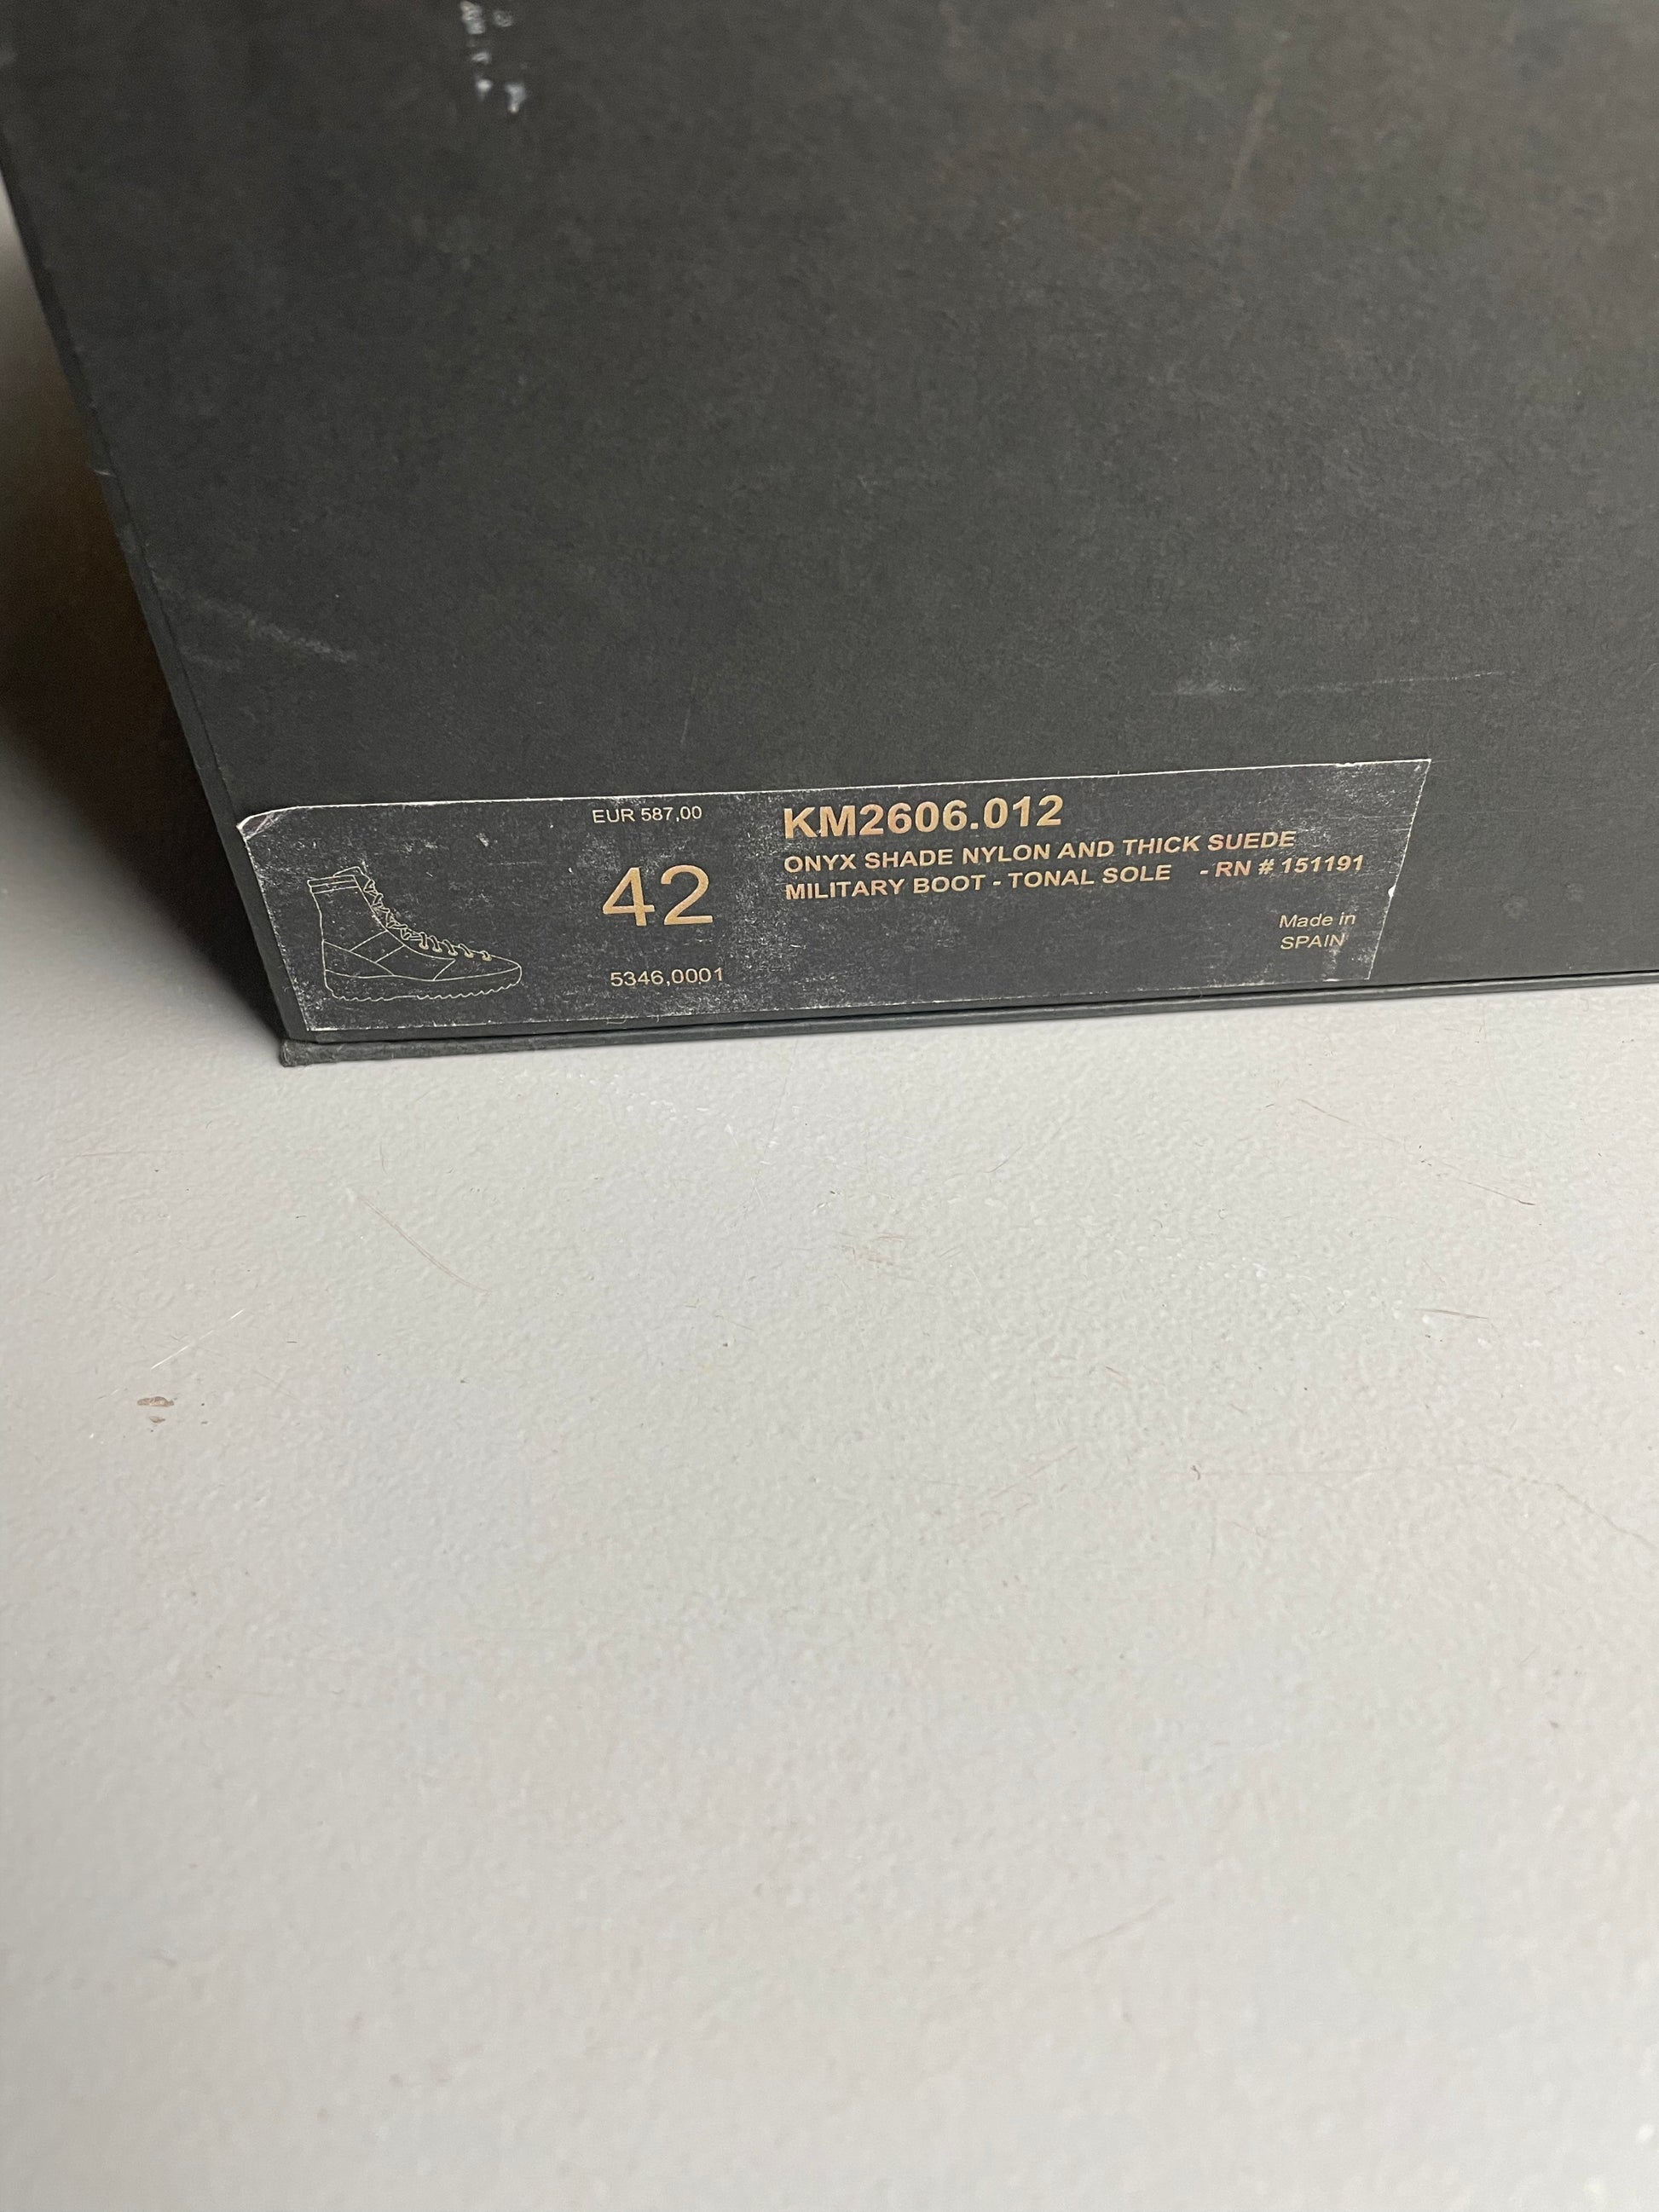 EUR 587,00
42
5346,0001
KM2606.012
ONYX SHADE NYLON AND THICK SUEDE
MILITARY BOOT - TONAL SOLE - RN # 151191
Made in
SPAIN